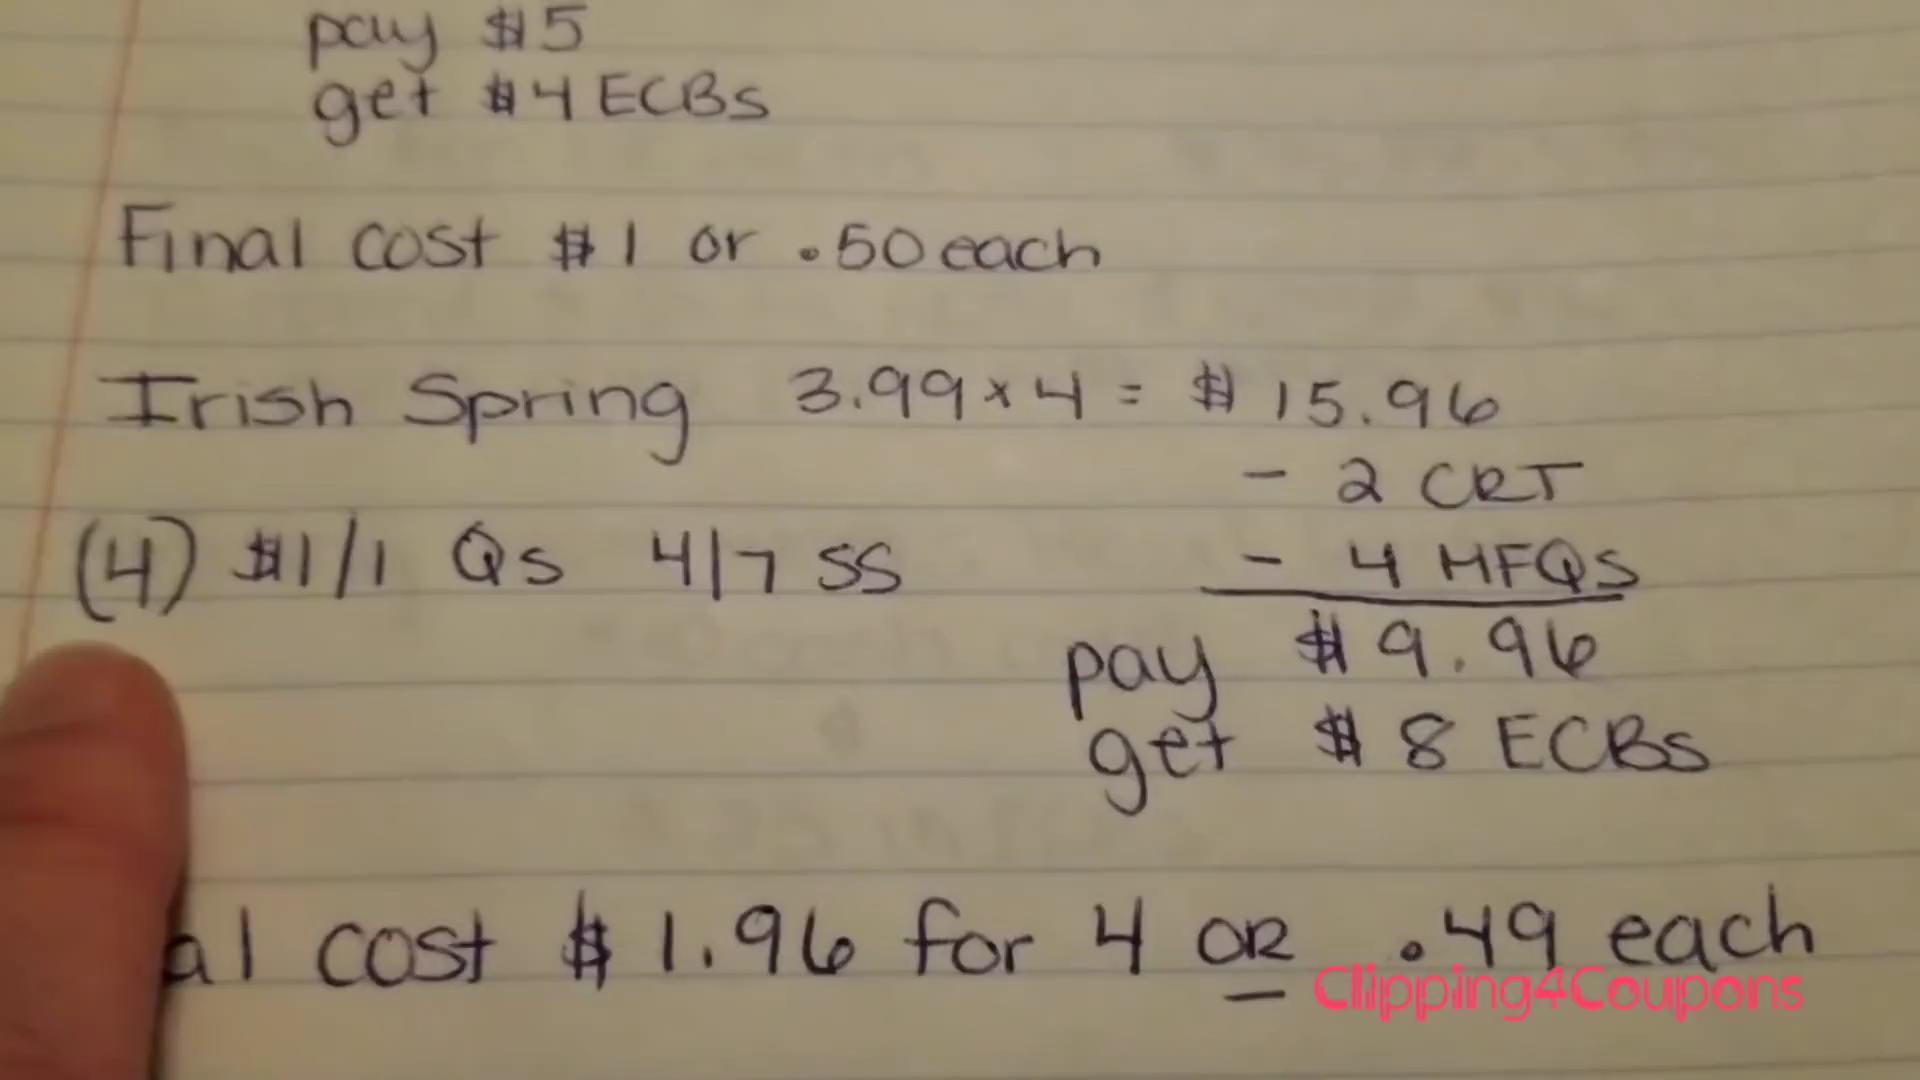 pay $5
get $4 ECBs
Final cost $1 or .50 each
Irish Spring 3.99 x 4 = $15.96
- 2 CRT
(4) $1/1 Qs 4/7 SS
- 4 MFQs
pay $9.96
get $8 ECBs
al cost $1.96 for 4 OR .49 each
Clipping4Coupons